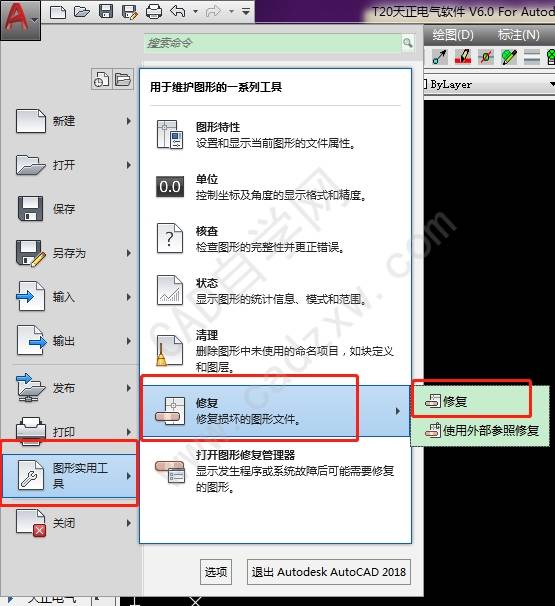 T20天正电气软件 V6.0 For Autod
搜索命令
绘图(D)
标注(N)
ByLayer
新建
打开
保存
另存为
输入
输出
发布
打印
图形实用工
具
关闭
用于维护图形的一系列工具
图形特性
设置和显示当前图形的文件属性。
0.0
单位
控制坐标及角度的显示格式和精度。
核查
检查图形的完整性并更正错误。
状态
显示图形的统计信息、模式和范围。
清理
删除图形中未使用的命名项目，如块定义
和图层。
修复
修复损坏的图形文件。
打开图形修复管理器
显示发生程序或系统故障后可能需要修复
的图形。
修复
使用外部参照修复
选项
退出 Autodesk AutoCAD 2018
天正电气
CAD自学网
www.cadzxw.com